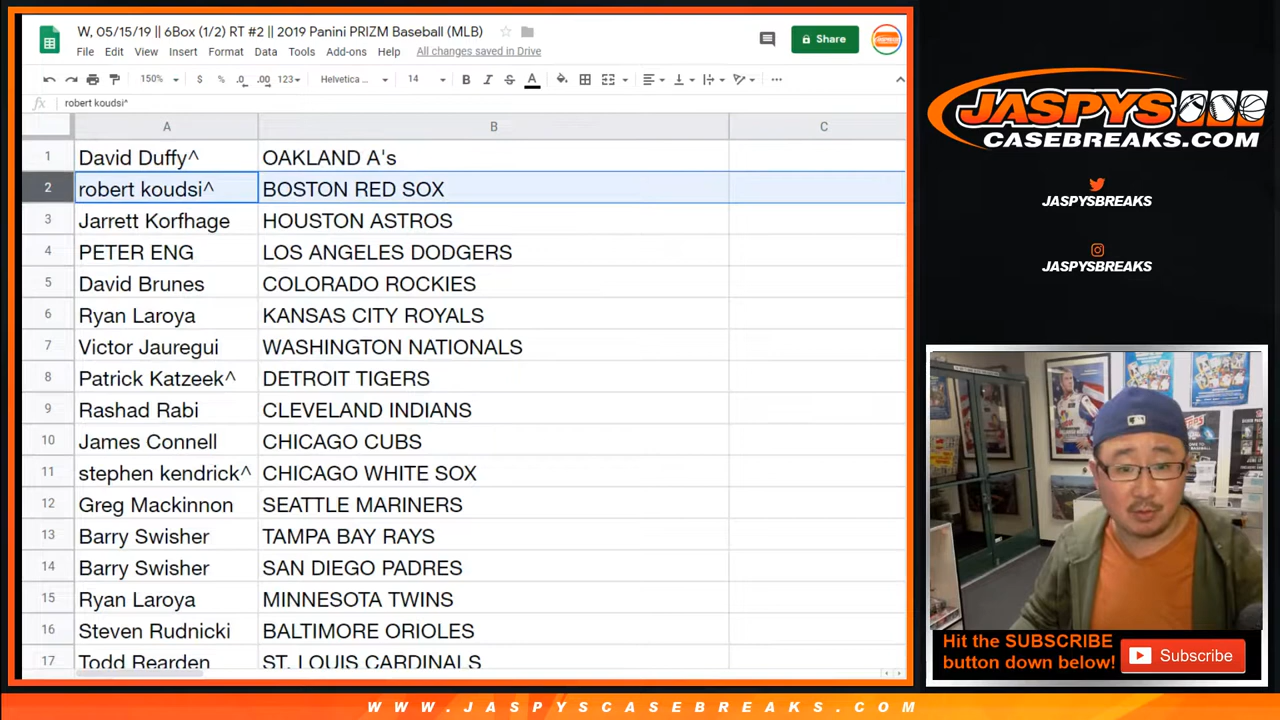 W, 05/15/19 || 6Box (1/2) RT #2 || 2019 Panini PRIZM Baseball (MLB)
File Edit View Insert Format Data Tools Add-ons Help All changes saved in Drive
Share
150% $ % .0 .00 123 Helvetica ... 14 B I S A
fx robert koudsi^
A B C
1 David Duffy^ OAKLAND A's
2 robert koudsi^ BOSTON RED SOX
3 Jarrett Korfhage HOUSTON ASTROS
4 PETER ENG LOS ANGELES DODGERS
5 David Brunes COLORADO ROCKIES
6 Ryan Laroya KANSAS CITY ROYALS
7 Victor Jauregui WASHINGTON NATIONALS
8 Patrick Katzeek^ DETROIT TIGERS
9 Rashad Rabi CLEVELAND INDIANS
10 James Connell CHICAGO CUBS
11 stephen kendrick^ CHICAGO WHITE SOX
12 Greg Mackinnon SEATTLE MARINERS
13 Barry Swisher TAMPA BAY RAYS
14 Barry Swisher SAN DIEGO PADRES
15 Ryan Laroya MINNESOTA TWINS
16 Steven Rudnicki BALTIMORE ORIOLES
17 Todd Rearden ST. LOUIS CARDINALS
JASPYS
CASEBREAKS.COM
JASPYSBREAKS
JASPYSBREAKS
Hit the SUBSCRIBE
button down below!
Subscribe
WWW.JASPYSCASEBREAKS.COM